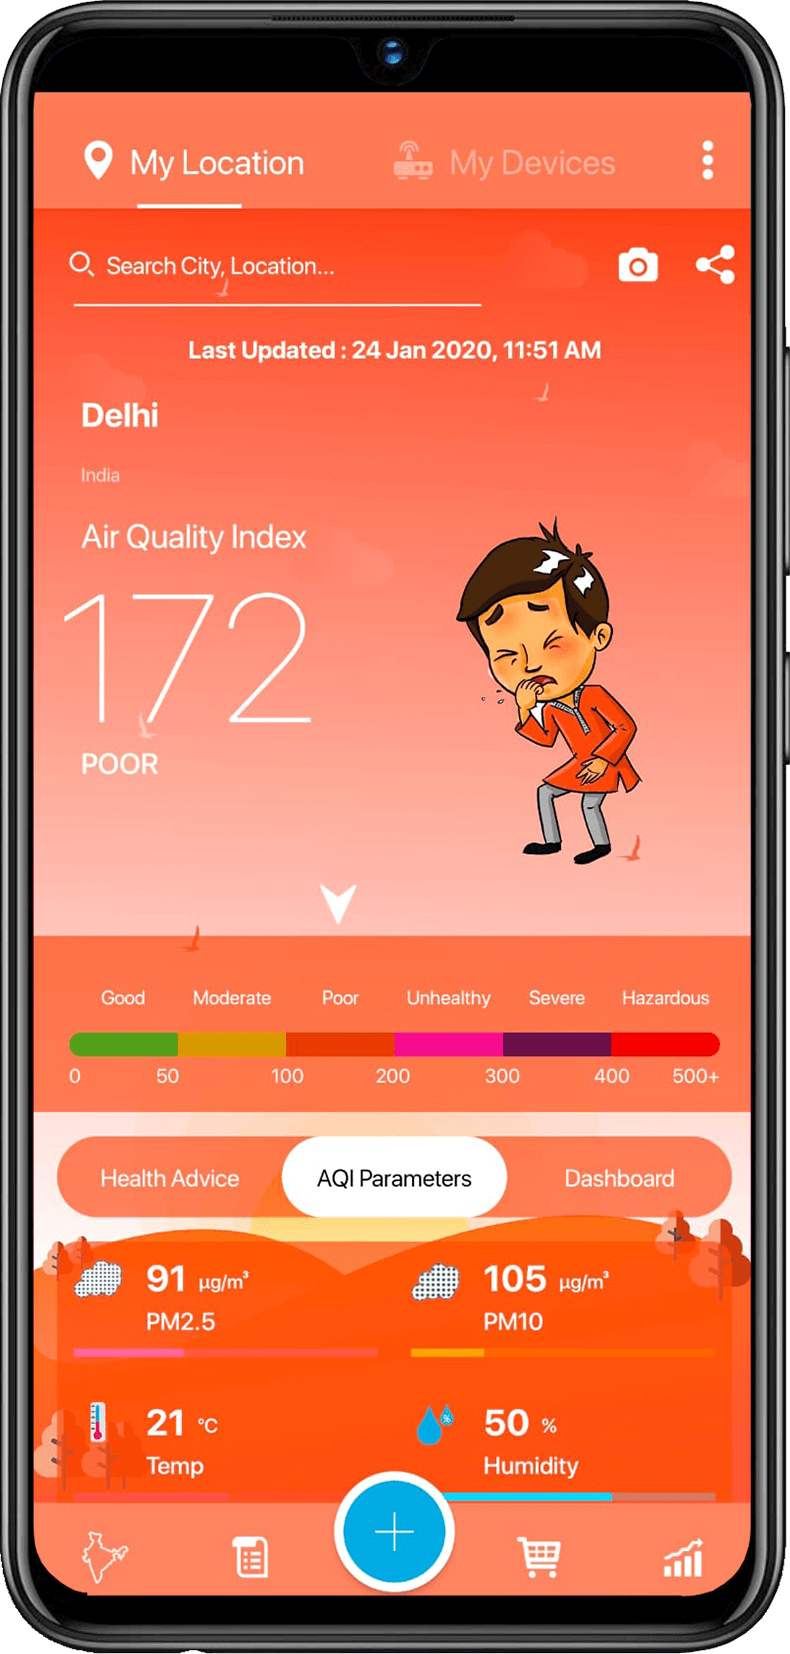 My Location My Devices
Search City, Location...
Last Updated : 24 Jan 2020, 11:51 AM
Delhi
India
Air Quality Index
172
POOR
Good Moderate Poor Unhealthy Severe Hazardous
0 50 100 200 300 400 500+
Health Advice AQI Parameters Dashboard
91 µg/m³ 105 µg/m³
PM2.5 PM10
21 °C 50 %
Temp Humidity